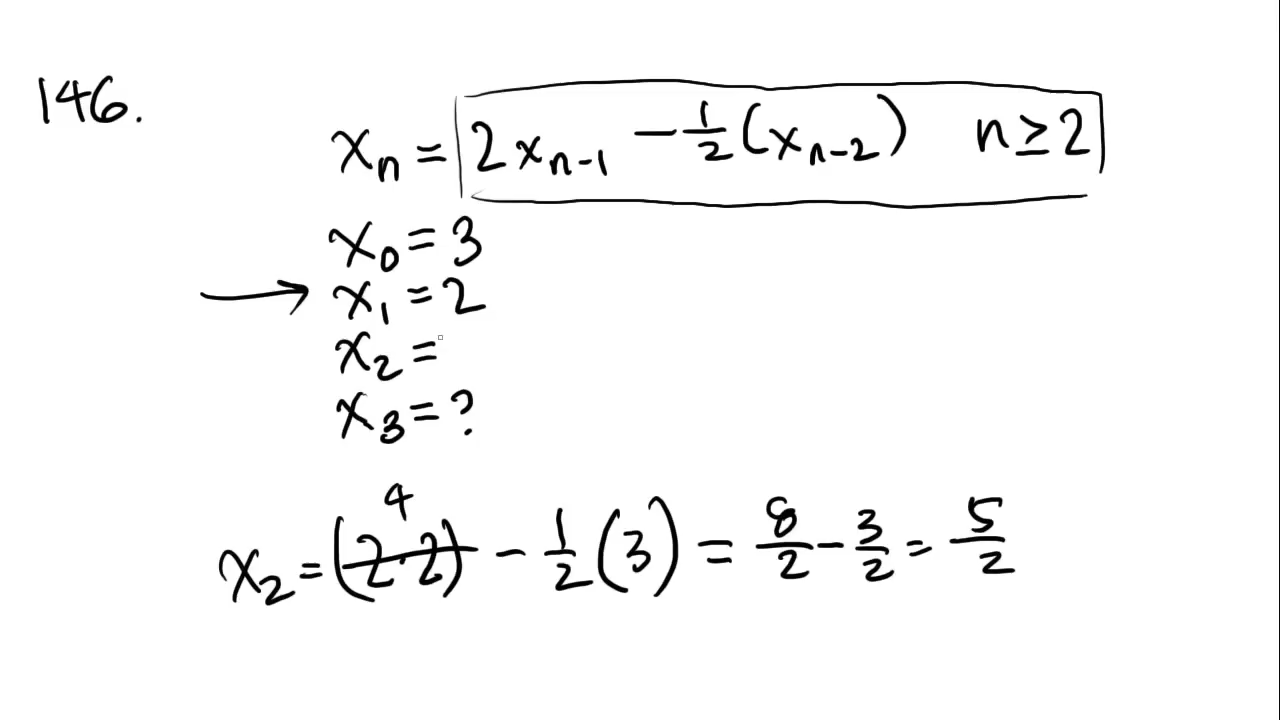 146.
xₙ = 2xₙ₋₁ - ½(xₙ₋₂) n ≥ 2
x₀ = 3
→ x₁ = 2
x₂ =
x₃ = ?
4
x₂ = (2·2) - ½(3) = 8/2 - 3/2 = 5/2